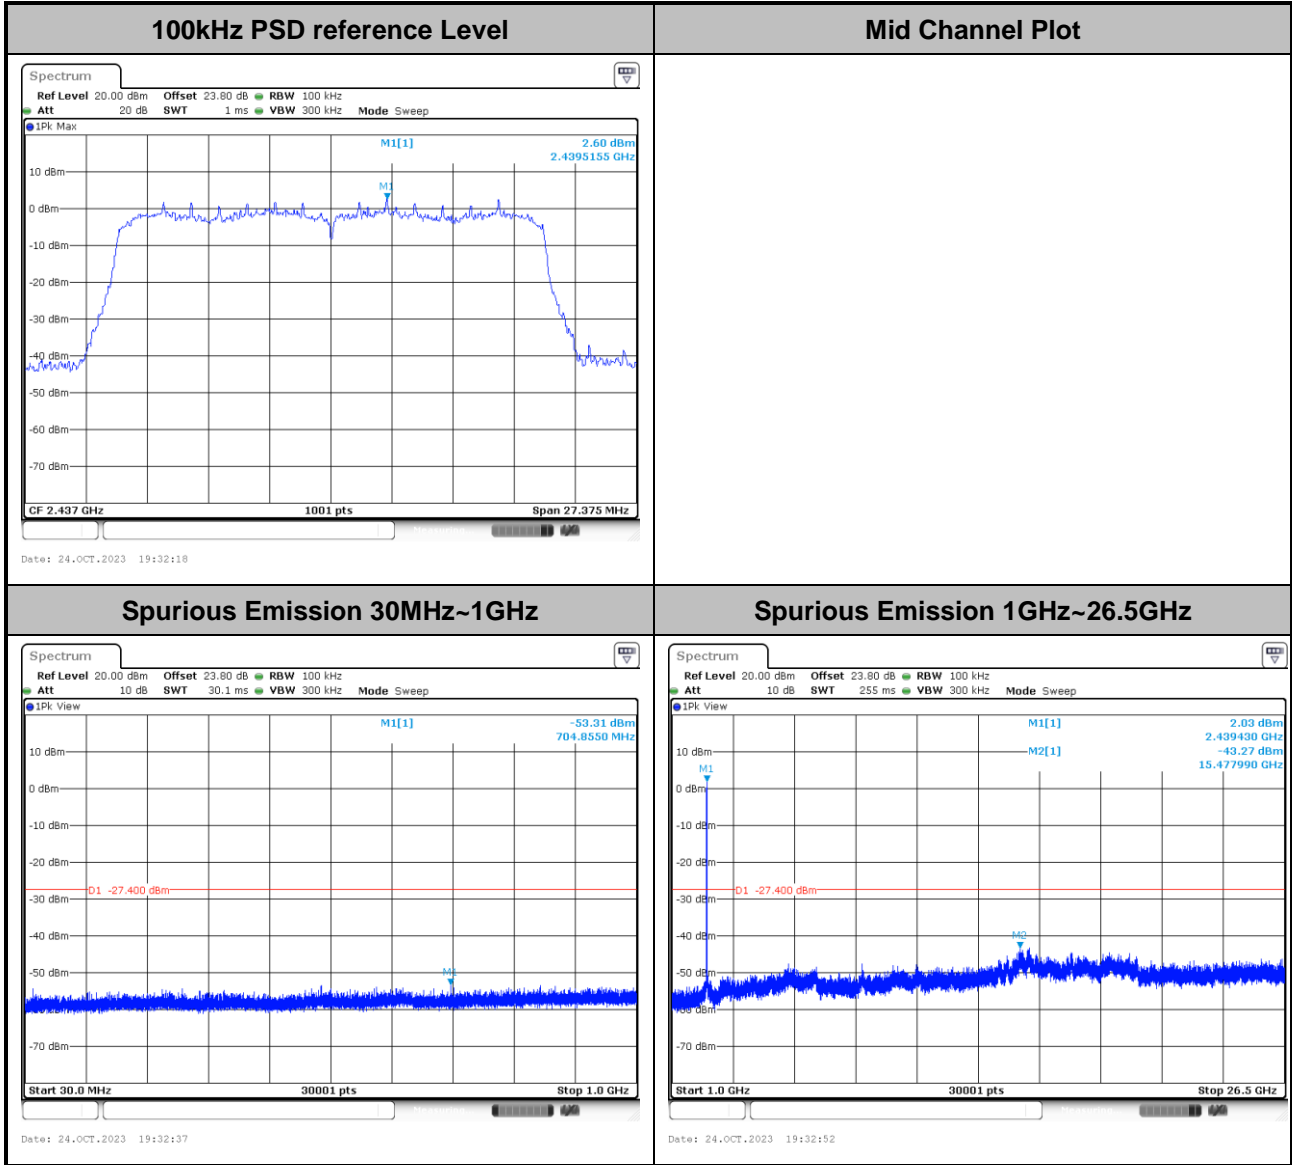 100kHz PSD reference Level
Mid Channel Plot
Spectrum
Ref Level 20.00 dBm Offset 23.80 dB RBW 100 kHz
Att 20 dB SWT 1 ms VBW 300 kHz Mode Sweep
1Pk Max
M1[1] 2.60 dBm
2.4395155 GHz
10 dBm
M1
0 dBm
-10 dBm
-20 dBm
-30 dBm
-40 dBm
-50 dBm
-60 dBm
-70 dBm
CF 2.437 GHz 1001 pts Span 27.375 MHz
Date: 24.OCT.2023 19:32:18
Spurious Emission 30MHz~1GHz
Spurious Emission 1GHz~26.5GHz
Spectrum
Ref Level 20.00 dBm Offset 23.80 dB RBW 100 kHz
Att 10 dB SWT 30.1 ms VBW 300 kHz Mode Sweep
1Pk View
M1[1] -53.31 dBm
704.8550 MHz
10 dBm
0 dBm
-10 dBm
-20 dBm
D1 -27.400 dBm
-30 dBm
-40 dBm
-50 dBm
M1
-70 dBm
Start 30.0 MHz 30001 pts Stop 1.0 GHz
Date: 24.OCT.2023 19:32:37
Spectrum
Ref Level 20.00 dBm Offset 23.80 dB RBW 100 kHz
Att 10 dB SWT 255 ms VBW 300 kHz Mode Sweep
1Pk View
M1[1] 2.03 dBm
2.439430 GHz
10 dBm
M2[1] -43.27 dBm
15.477990 GHz
M1
0 dBm
-10 dBm
-20 dBm
D1 -27.400 dBm
-30 dBm
-40 dBm
M2
-50 dBm
-60 dBm
-70 dBm
Start 1.0 GHz 30001 pts Stop 26.5 GHz
Date: 24.OCT.2023 19:32:52